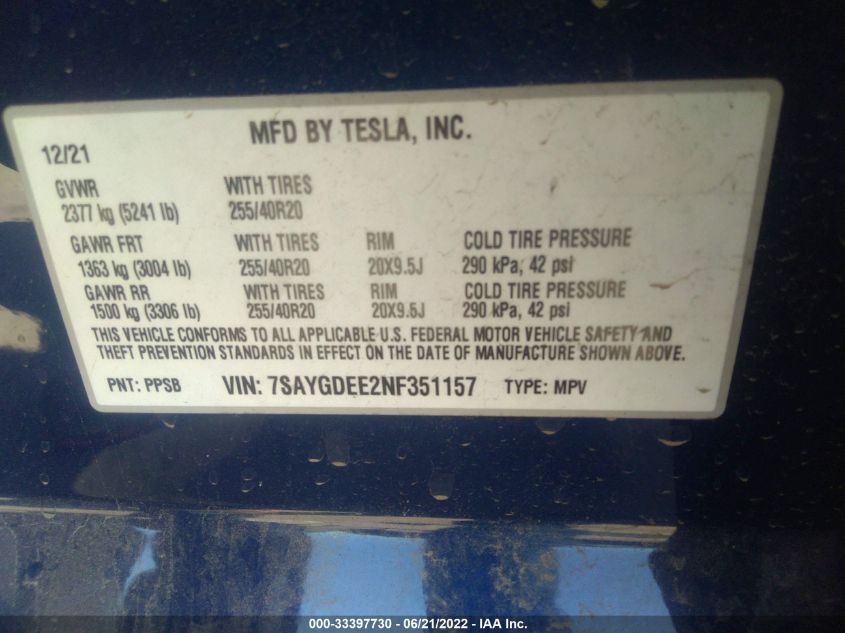 MFD BY TESLA, INC.
12/21
GVWR WITH TIRES
2377 kg (5241 lb) 255/40R20
GAWR FRT WITH TIRES RIM COLD TIRE PRESSURE
1363 kg (3004 lb) 255/40R20 20X9.5J 290 kPa, 42 psi
GAWR RR WITH TIRES RIM COLD TIRE PRESSURE
1500 kg (3306 lb) 255/40R20 20X9.5J 290 kPa, 42 psi
THIS VEHICLE CONFORMS TO ALL APPLICABLE U.S. FEDERAL MOTOR VEHICLE SAFETY AND
THEFT PREVENTION STANDARDS IN EFFECT ON THE DATE OF MANUFACTURE SHOWN ABOVE.
PNT: PPSB VIN: 7SAYGDEE2NF351157 TYPE: MPV
000-33397730 - 06/21/2022 - IAA Inc.